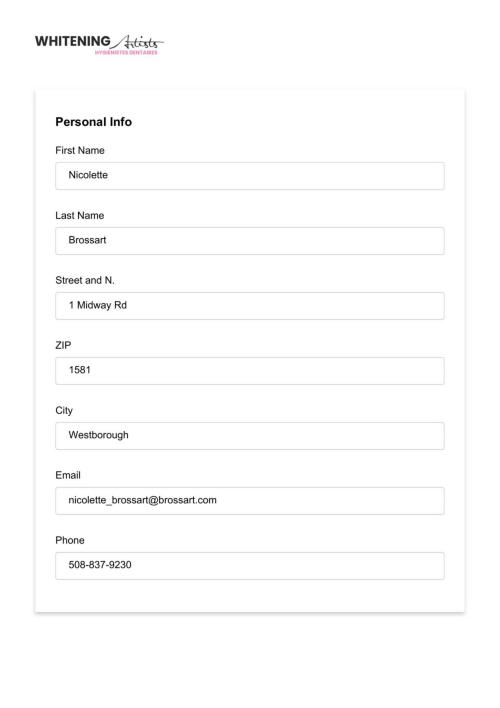 WHITENING Artists
HYGIÉNISTES DENTAIRES
Personal Info
First Name
Nicolette
Last Name
Brossart
Street and N.
1 Midway Rd
ZIP
1581
City
Westborough
Email
nicolette_brossart@brossart.com
Phone
508-837-9230